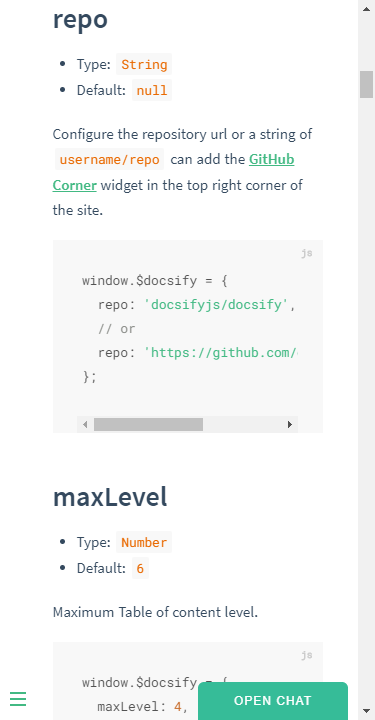 repo
Type: String
Default: null
Configure the repository url or a string of
username/repo can add the GitHub
Corner widget in the top right corner of
the site.
js
window.$docsify = {
repo: 'docsifyjs/docsify',
// or
repo: 'https://github.com/
};
maxLevel
Type: Number
Default: 6
Maximum Table of content level.
js
window.$docsify = {
maxLevel: 4,
OPEN CHAT